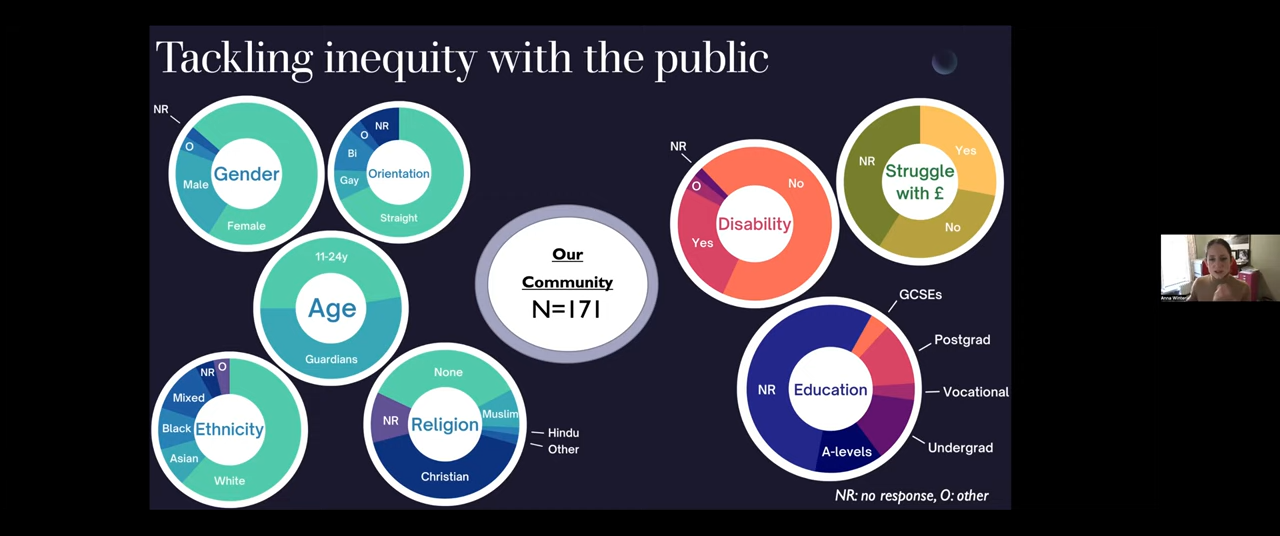 Tackling inequity with the public
NR
O
Male
Gender
Female
NR
O
Bi
Gay
Orientation
Straight
11-24y
Age
Guardians
O
NR
Mixed
Black
Ethnicity
Asian
White
None
NR
Muslim
Religion
Hindu
Other
Christian
Our
Community
N=171
NR
O
No
Disability
Yes
Yes
NR
Struggle
with £
No
GCSEs
Postgrad
NR
Education
Vocational
A-levels
Undergrad
NR: no response, O: other